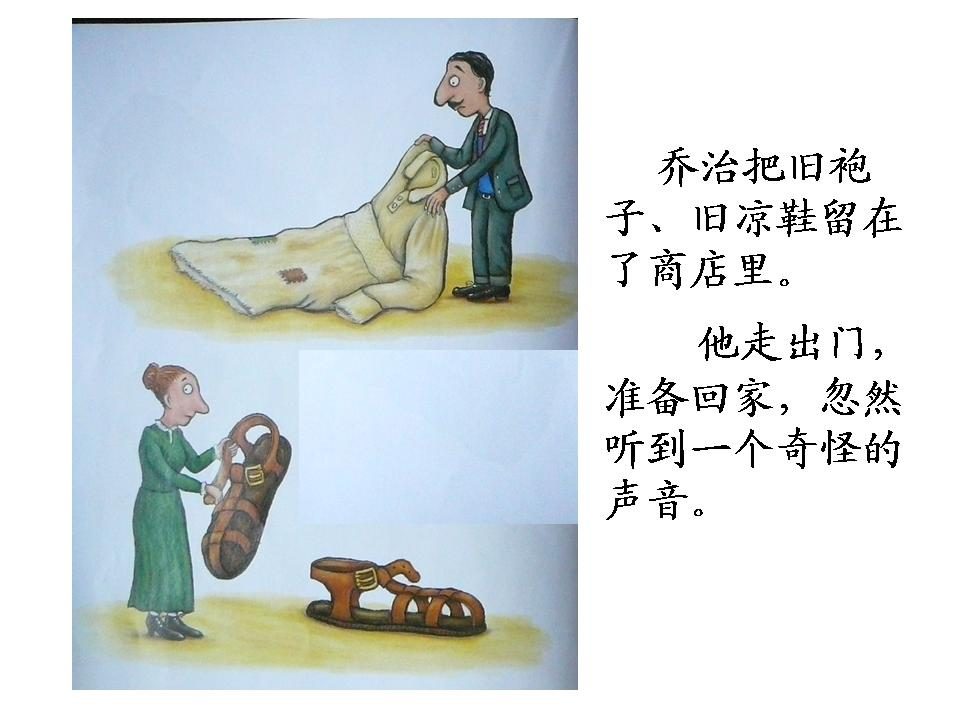 乔治把旧袍
子、旧凉鞋留在
了商店里。
他走出门，
准备回家，忽然
听到一个奇怪的
声音。